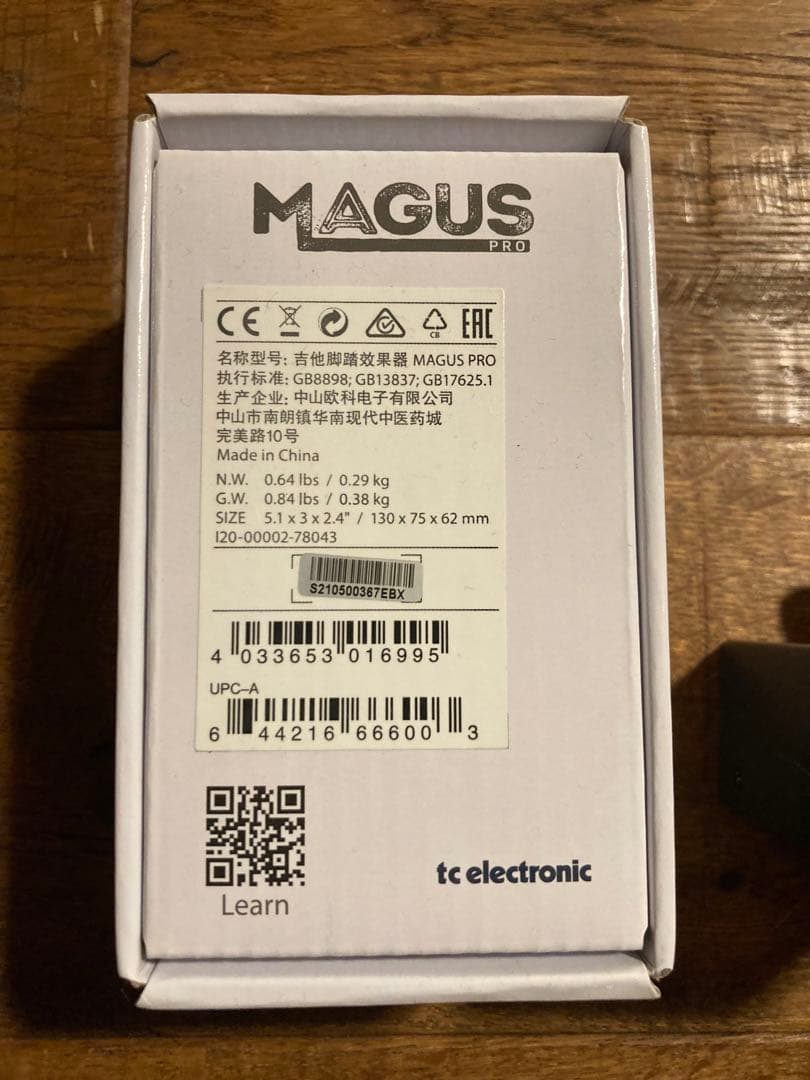 MAGUS
PRO
CE EAC
CB
名称型号: 吉他脚踏效果器 MAGUS PRO
执行标准: GB8898; GB13837; GB17625.1
生产企业: 中山欧科电子有限公司
中山市南朗镇华南现代中医药城
完美路10号
Made in China
N.W. 0.64 lbs / 0.29 kg
G.W. 0.84 lbs / 0.38 kg
SIZE 5.1 x 3 x 2.4" / 130 x 75 x 62 mm
I20-00002-78043
S210500367EBX
4 033653 016995
UPC-A
6 44216 66600 3
tc electronic
Learn